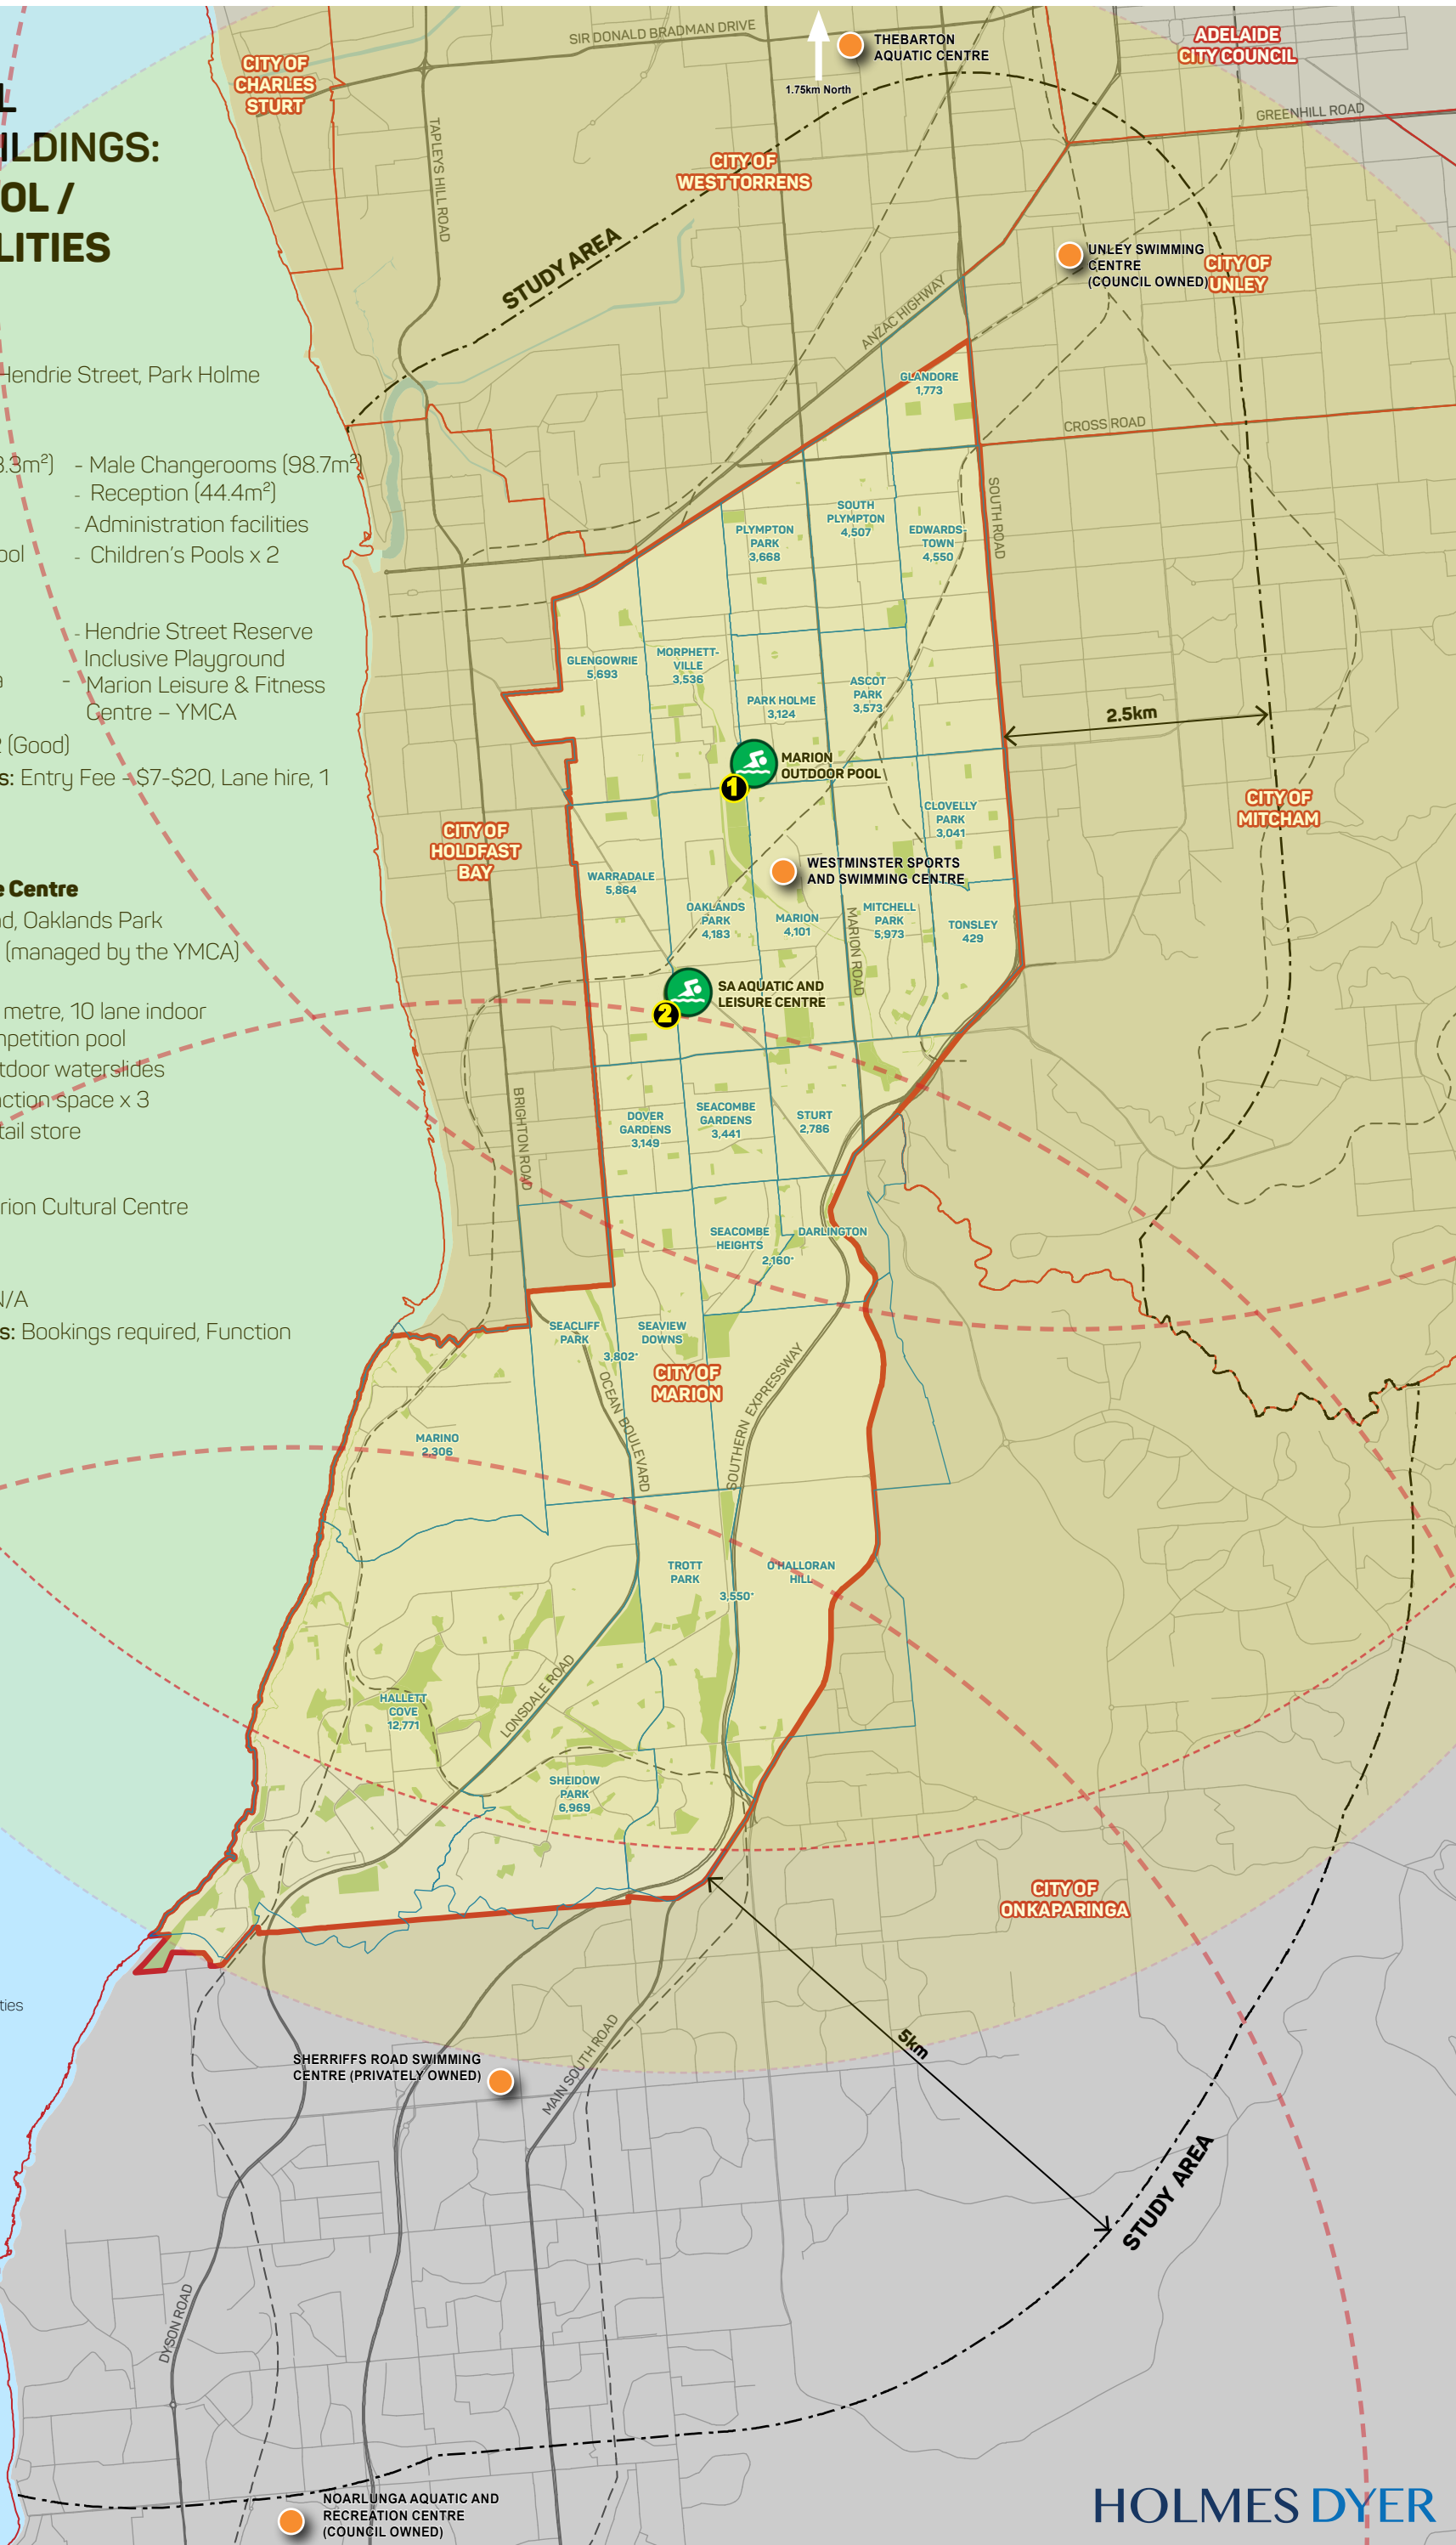 L
ILDINGS:
OL /
LITIES
Hendrie Street, Park Holme
3.3m²)
- Male Changerooms (98.7m²)
- Reception (44.4m²)
- Administration facilities
ool
- Children's Pools x 2
- Hendrie Street Reserve
Inclusive Playground
a
- Marion Leisure & Fitness
Centre – YMCA
2 (Good)
s: Entry Fee - $7-$20, Lane hire, 1
e Centre
ad, Oaklands Park
(managed by the YMCA)
metre, 10 lane indoor
mpetition pool
tdoor waterslides
nction space x 3
tail store
rion Cultural Centre
N/A
s: Bookings required, Function
ties
CITY OF
CHARLES
STURT
SIR DONALD BRADMAN DRIVE
1.75km North
THEBARTON
AQUATIC CENTRE
ADELAIDE
CITY COUNCIL
GREENHILL ROAD
TAPLEYS HILL ROAD
CITY OF
WEST TORRENS
STUDY AREA
UNLEY SWIMMING
CENTRE
(COUNCIL OWNED)
CITY OF
UNLEY
ANZAC HIGHWAY
GLANDORE
1,773
CROSS ROAD
SOUTH ROAD
PLYMPTON
PARK
3,668
SOUTH
PLYMPTON
4,507
EDWARDS-
TOWN
4,550
GLENGOWRIE
5,693
MORPHETT-
VILLE
3,536
PARK HOLME
3,124
ASCOT
PARK
3,573
2.5km
MARION
OUTDOOR POOL
1
CITY OF
MITCHAM
CLOVELLY
PARK
3,041
CITY OF
HOLDFAST
BAY
WARRADALE
5,864
WESTMINSTER SPORTS
AND SWIMMING CENTRE
OAKLANDS
PARK
4,183
MARION
4,101
MARION ROAD
MITCHELL
PARK
5,973
TONSLEY
429
SA AQUATIC AND
LEISURE CENTRE
2
BRIGHTON ROAD
DOVER
GARDENS
3,149
SEACOMBE
GARDENS
3,441
STURT
2,786
SEACOMBE
HEIGHTS
DARLINGTON
2,160*
SEACLIFF
PARK
SEAVIEW
DOWNS
3,802*
CITY OF
MARION
OCEAN BOULEVARD
SOUTHERN EXPRESSWAY
MARINO
2,306
TROTT
PARK
O'HALLORAN
HILL
3,550*
HALLETT
COVE
12,771
LONSDALE ROAD
SHEIDOW
PARK
6,969
CITY OF
ONKAPARINGA
5km
SHERRIFFS ROAD SWIMMING
CENTRE (PRIVATELY OWNED)
MAIN SOUTH ROAD
STUDY AREA
DYSON ROAD
NOARLUNGA AQUATIC AND
RECREATION CENTRE
(COUNCIL OWNED)
HOLMES DYER